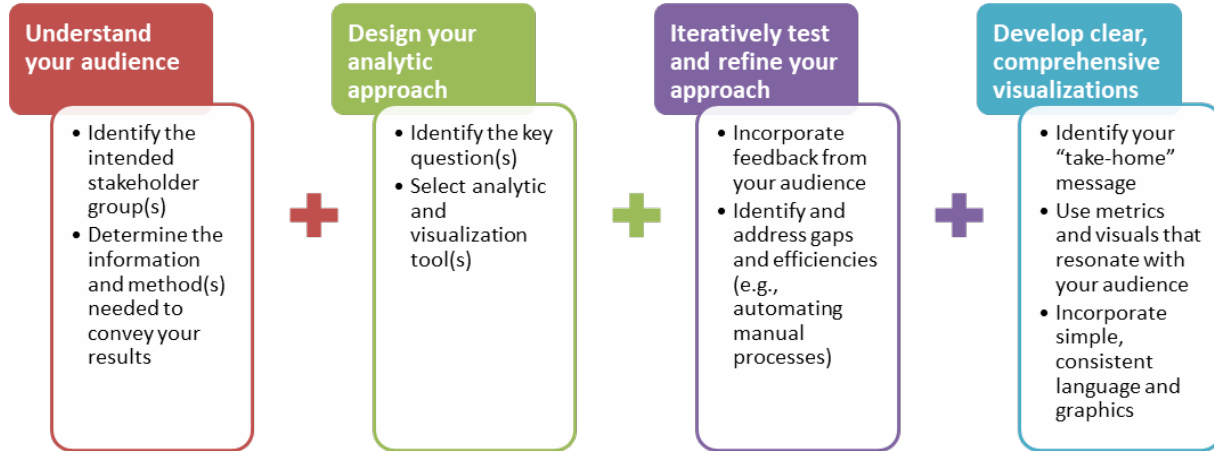 Understand
your audience
• Identify the
intended
stakeholder
group(s)
• Determine the
information
and method(s)
needed to
convey your
results
Design your
analytic
approach
• Identify the key
question(s)
• Select analytic
and
visualization
tool(s)
Iteratively test
and refine your
approach
• Incorporate
feedback from
your audience
• Identify and
address gaps
and efficiencies
(e.g.,
automating
manual
processes)
Develop clear,
comprehensive
visualizations
• Identify your
“take-home”
message
• Use metrics
and visuals that
resonate with
your audience
• Incorporate
simple,
consistent
language and
graphics